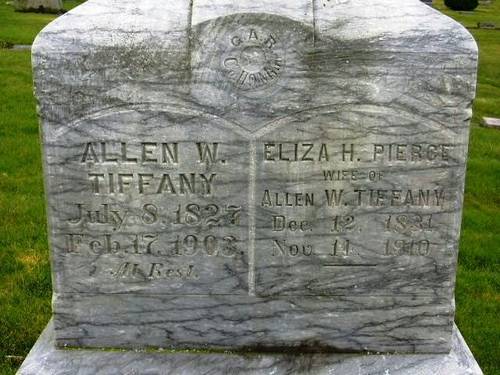 G.A.R.
ALLEN W.
TIFFANY
July 8. 1827
Feb. 17. 1903.
At Rest.
ELIZA H. PIERCE
WIFE OF
ALLEN W. TIFFANY
Dec. 12. 1831
Nov. 14. 1910